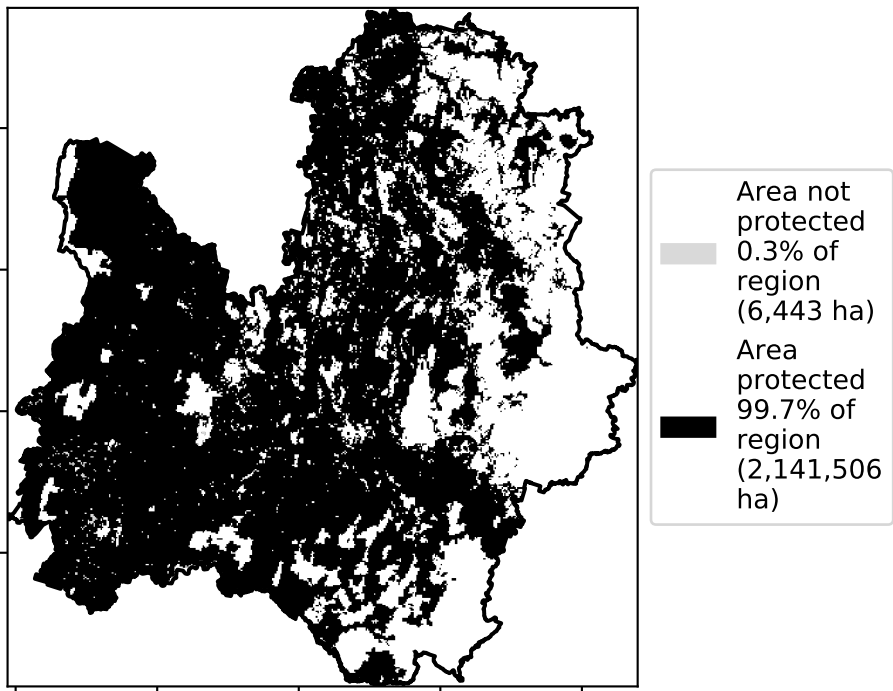 Area not
protected
0.3% of
region
(6,443 ha)
Area
protected
99.7% of
region
(2,141,506
ha)